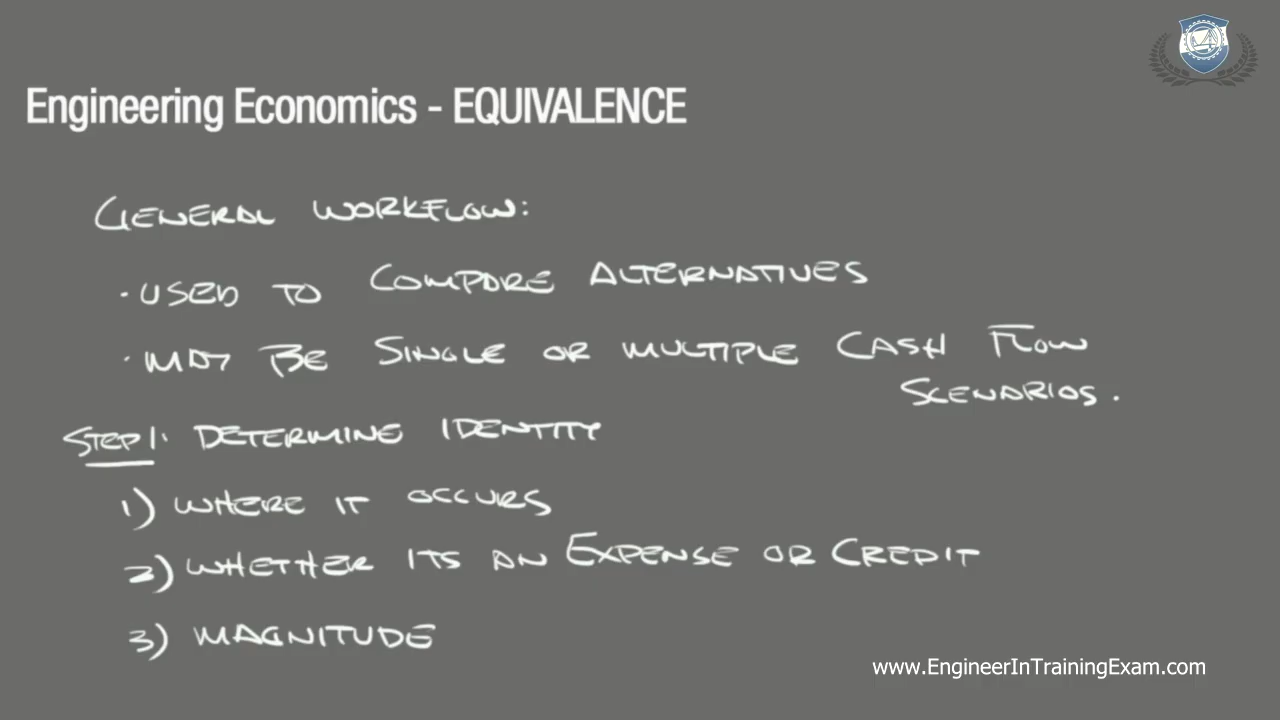 Engineering Economics - EQUIVALENCE
GENERAL WORKFLOW:
· USED TO COMPARE ALTERNATIVES
· MAY BE SINGLE OR MULTIPLE CASH FLOW
SCENARIOS.
STEP 1: DETERMINE IDENTITY
1) WHERE IT OCCURS
2) WHETHER ITS AN EXPENSE OR CREDIT
3) MAGNITUDE
www.EngineerInTrainingExam.com